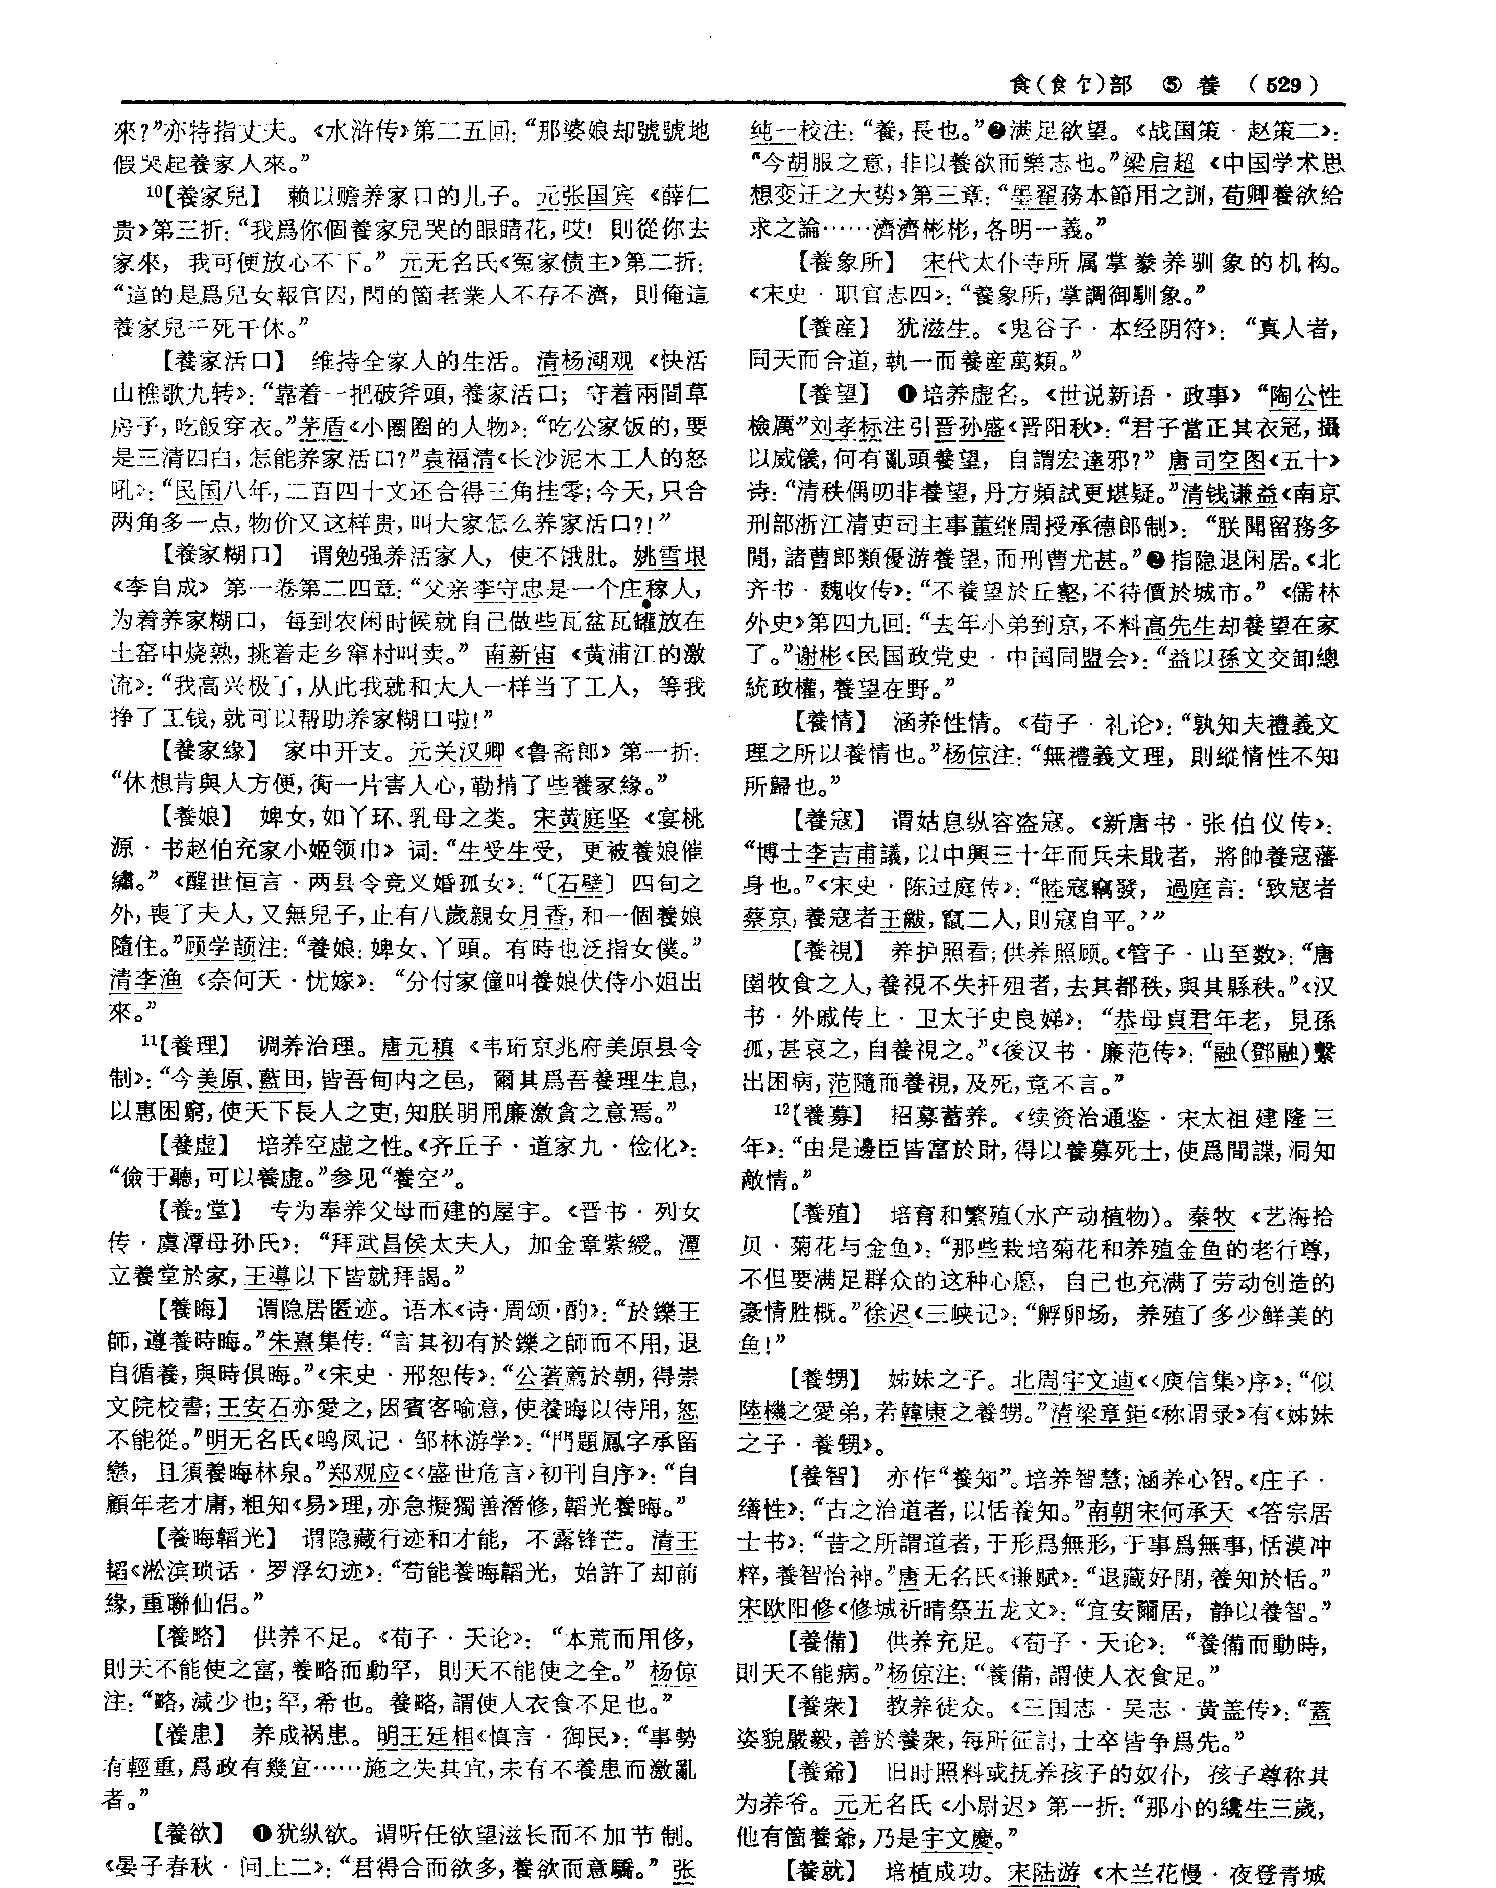 食(食饣)部 ⑤ 養 (529)
來?”亦特指丈夫。《水浒传》第二五回:“那婆娘却號號地
假哭起養家人來。”
10【養家兒】 赖以赡养家口的儿子。元张国宾《薛仁
贵》第三折:“我爲你個養家兒哭的眼睛花,哎! 則從你去
家來, 我可便放心不下。” 元无名氏《冤家债主》第二折:
“這的是爲兒女報官囚,閃的箇老業人不存不濟, 則俺這
養家兒干死干休。”
【養家活口】 维持全家人的生活。清杨潮观《快活
山樵歌九转》:“靠着一把破斧頭,養家活口; 守着兩間草
房子,吃飯穿衣。”茅盾《小圈圈的人物》:“吃公家饭的,要
是三清四白,怎能养家活口?”袁福清《长沙泥木工人的怒
吼》:“民国八年,二百四十文还合得三角挂零;今天,只合
两角多一点,物价又这样贵,叫大家怎么养家活口?!”
【養家糊口】 谓勉强养活家人, 使不饿肚。姚雪垠
《李自成》第一卷第二四章:“父亲李守忠是一个庄稼人,
为着养家糊口, 每到农闲时候就自己做些瓦盆瓦罐放在
土窑中烧熟,挑着走乡窜村叫卖。” 南新宙《黄浦江的激
流》:“我高兴极了,从此我就和大人一样当了工人, 等我
挣了工钱,就可以帮助养家糊口啦!”
【養家緣】 家中开支。元关汉卿《鲁斋郎》第一折:
“休想肯與人方便,衠一片害人心,勒掯了些養家緣。”
【養娘】 婢女,如丫环、乳母之类。宋黄庭坚《宴桃
源·书赵伯充家小姬领巾》词:“生受生受, 更被養娘催
繡。”《醒世恒言·两县令竞义婚孤女》:“〔石壁〕四旬之
外,喪了夫人,又無兒子,止有八歲親女月香,和一個養娘
隨住。”顾学颉注:“養娘:婢女、丫頭。有時也泛指女僕。”
清李渔《奈何天·忧嫁》: “分付家僮叫養娘伏侍小姐出
來。”
11【養理】 调养治理。唐元稹《韦珩京兆府美原县令
制》:“今美原、藍田,皆吾甸内之邑, 爾其爲吾養理生息,
以惠困窮,使天下長人之吏,知朕明用廉激貪之意焉。”
【養虚】 培养空虚之性。《齐丘子·道家九·俭化》:
“儉于聽,可以養虚。”参见“養空”。
【養2堂】 专为奉养父母而建的屋宇。《晋书·列女
传·虞潭母孙氏》: “拜武昌侯太夫人, 加金章紫綬。潭
立養堂於家,王導以下皆就拜謁。”
【養晦】 谓隐居匿迹。语本《诗·周颂·酌》:“於鑠王
師,遵養時晦。”朱熹集传:“言其初有於鑠之師而不用,退
自循養,與時俱晦。”《宋史·邢恕传》:“公著薦於朝,得崇
文院校書;王安石亦愛之,因賓客喻意,使養晦以待用,恕
不能從。”明无名氏《鸣凤记·邹林游学》:“門題鳳字承留
戀, 且須養晦林泉。”郑观应《〈盛世危言〉初刊自序》:“自
顧年老才庸,粗知《易》理,亦急擬獨善潛修,韜光養晦。”
【養晦韜光】 谓隐藏行迹和才能, 不露锋芒。清王
韬《淞滨琐话·罗浮幻迹》:“苟能養晦韜光, 始許了却前
緣,重聯仙侣。”
【養略】 供养不足。《荀子·天论》: “本荒而用侈,
則天不能使之富,養略而動罕, 則天不能使之全。” 杨倞
注:“略,減少也;罕,希也。養略,謂使人衣食不足也。”
【養患】 养成祸患。明王廷相《慎言·御民》:“事勢
有輕重,爲政有幾宜……施之失其宜,未有不養患而激亂
者。”
【養欲】 ❶犹纵欲。谓听任欲望滋长而不加节制。
《晏子春秋·问上二》:“君得合而欲多,養欲而意驕。” 张
纯一校注:“養,長也。”❷满足欲望。《战国策·赵策二》:
“今胡服之意,非以養欲而樂志也。”梁启超《中国学术思
想变迁之大势》第三章:“墨翟務本節用之訓,荀卿養欲給
求之論……濟濟彬彬,各明一義。”
【養象所】 宋代太仆寺所属掌豢养驯象的机构。
《宋史·职官志四》:“養象所,掌調御馴象。”
【養産】 犹滋生。《鬼谷子·本经阴符》: “真人者,
同天而合道,執一而養産萬類。”
【養望】 ❶培养虚名。《世说新语·政事》“陶公性
檢厲”刘孝标注引晋孙盛《晋阳秋》:“君子當正其衣冠,攝
以威儀,何有亂頭養望, 自謂宏達邪?” 唐司空图《五十》
诗:“清秩偶叨非養望,丹方頻試更堪疑。”清钱谦益《南京
刑部浙江清吏司主事董继周授承德郎制》: “朕聞留務多
閒,諸曹郎類優游養望,而刑曹尤甚。”❷指隐退闲居。《北
齐书·魏收传》:“不養望於丘壑,不待價於城市。”《儒林
外史》第四九回:“去年小弟到京,不料高先生却養望在家
了。”谢彬《民国政党史·中国同盟会》:“益以孫文交卸總
統政權,養望在野。”
【養情】 涵养性情。《荀子·礼论》:“孰知夫禮義文
理之所以養情也。”杨倞注:“無禮義文理, 則縱情性不知
所歸也。”
【養寇】 谓姑息纵容盗寇。《新唐书·张伯仪传》:
“博士李吉甫議,以中興三十年而兵未戢者, 將帥養寇藩
身也。”《宋史·陈过庭传》:“睦寇竊發, 過庭言:‘致寇者
蔡京,養寇者王黼,竄二人,則寇自平。’”
【養視】 养护照看;供养照顾。《管子·山至数》:“唐
圉牧食之人,養視不失扞殂者,去其都秩,與其縣秩。”《汉
书·外戚传上·卫太子史良娣》: “恭母貞君年老, 見孫
孤,甚哀之,自養視之。”《後汉书·廉范传》:“融(鄧融)繫
出困病,范隨而養視,及死,竟不言。”
12【養募】 招募蓄养。《续资治通鉴·宋太祖建隆三
年》:“由是邊臣皆富於財,得以養募死士,使爲間諜,洞知
敵情。”
【養殖】 培育和繁殖(水产动植物)。秦牧《艺海拾
贝·菊花与金鱼》:“那些栽培菊花和养殖金鱼的老行尊,
不但要满足群众的这种心愿, 自己也充满了劳动创造的
豪情胜概。”徐迟《三峡记》:“孵卵场, 养殖了多少鲜美的
鱼!”
【養甥】 姊妹之子。北周宇文逌《〈庾信集〉序》:“似
陸機之愛弟,若韓康之養甥。”清梁章鉅《称谓录》有《姊妹
之子·養甥》。
【養智】 亦作“養知”。培养智慧;涵养心智。《庄子·
缮性》:“古之治道者,以恬養知。”南朝宋何承天《答宗居
士书》:“昔之所謂道者,于形爲無形,于事爲無事,恬漠冲
粹,養智怡神。”唐无名氏《谦赋》:“退藏好閉,養知於恬。”
宋欧阳修《修城祈晴祭五龙文》:“宜安爾居, 静以養智。”
【養備】 供养充足。《荀子·天论》: “養備而動時,
則天不能病。”杨倞注:“養備,謂使人衣食足。”
【養衆】 教养徒众。《三国志·吴志·黄盖传》:“蓋
姿貌嚴毅,善於養衆,每所征討,士卒皆争爲先。”
【養爺】 旧时照料或抚养孩子的奴仆, 孩子尊称其
为养爷。元无名氏《小尉迟》第一折:“那小的纔生三歲,
他有箇養爺,乃是宇文慶。”
【養就】 培植成功。宋陆游《木兰花慢·夜登青城